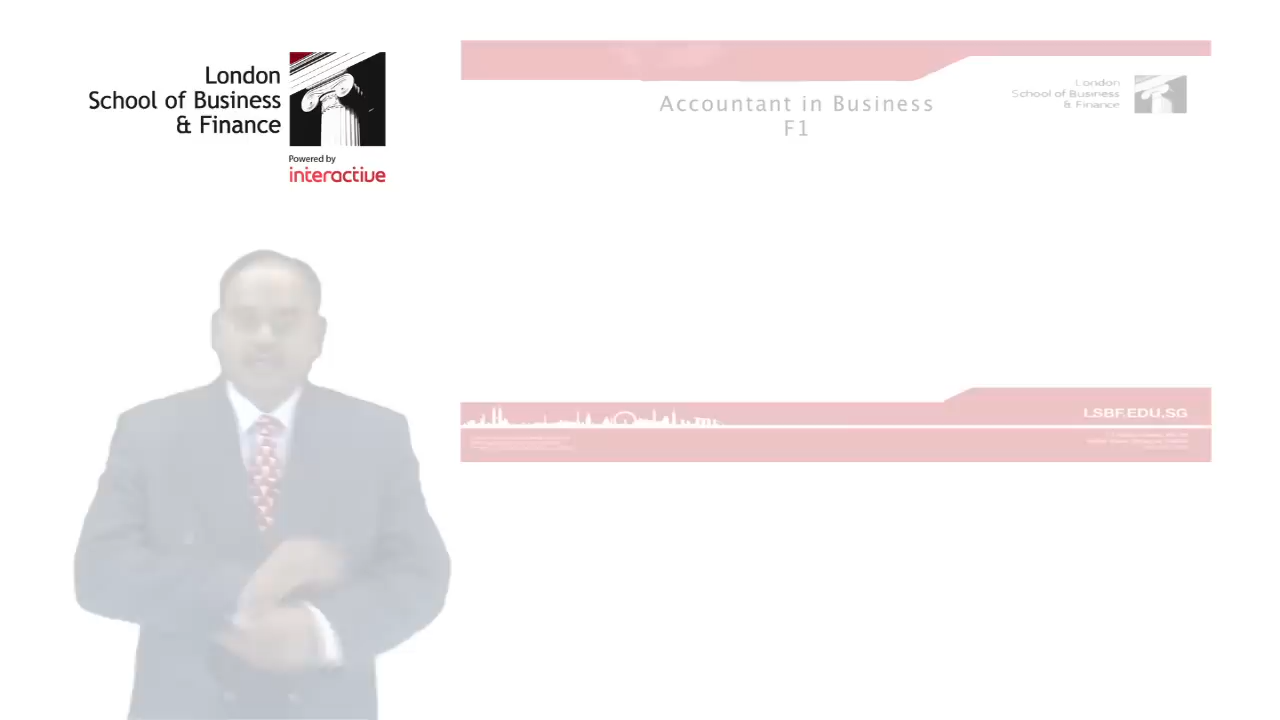 London
School of Business
& Finance
Powered by
interactive
Accountant in Business
F1
London
School of Business
& Finance
LSBF.EDU.SG